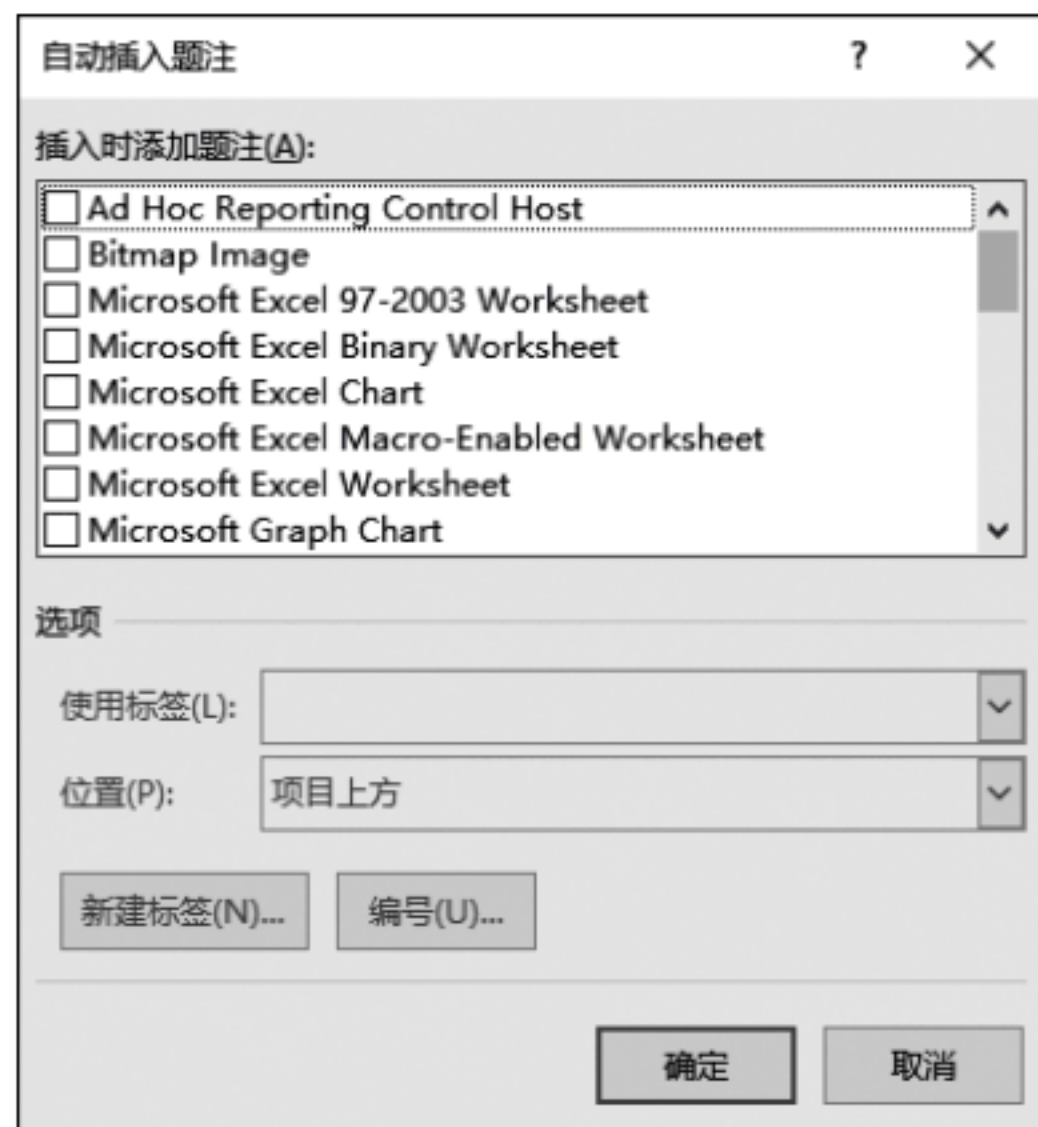 自动插入题注 ? ×
插入时添加题注(A):
Ad Hoc Reporting Control Host
Bitmap Image
Microsoft Excel 97-2003 Worksheet
Microsoft Excel Binary Worksheet
Microsoft Excel Chart
Microsoft Excel Macro-Enabled Worksheet
Microsoft Excel Worksheet
Microsoft Graph Chart
选项
使用标签(L):
位置(P): 项目上方
新建标签(N)... 编号(U)...
确定 取消